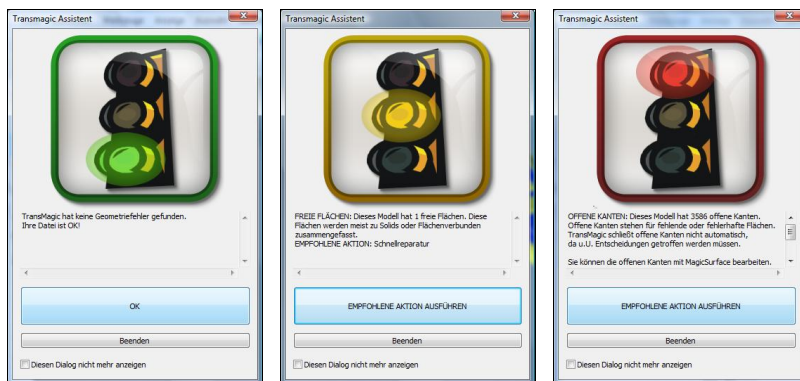 Transmagic Assistent
TransMagic hat keine Geometriefehler gefunden.
Ihre Datei ist OK!
OK
Beenden
Diesen Dialog nicht mehr anzeigen
Transmagic Assistent
FREIE FLÄCHEN: Dieses Modell hat 1 freie Flächen. Diese
Flächen werden meist zu Solids oder Flächenverbunden
zusammengefasst.
EMPFOHLENE AKTION: Schnellreparatur
EMPFOHLENE AKTION AUSFÜHREN
Beenden
Diesen Dialog nicht mehr anzeigen
Transmagic Assistent
OFFENE KANTEN: Dieses Modell hat 3586 offene Kanten.
Offene Kanten stehen für fehlende oder fehlerhafte Flächen.
TransMagic schließt offene Kanten nicht automatisch,
da u.U. Entscheidungen getroffen werden müssen.
Sie können die offenen Kanten mit MagicSurface bearbeiten.
EMPFOHLENE AKTION AUSFÜHREN
Beenden
Diesen Dialog nicht mehr anzeigen